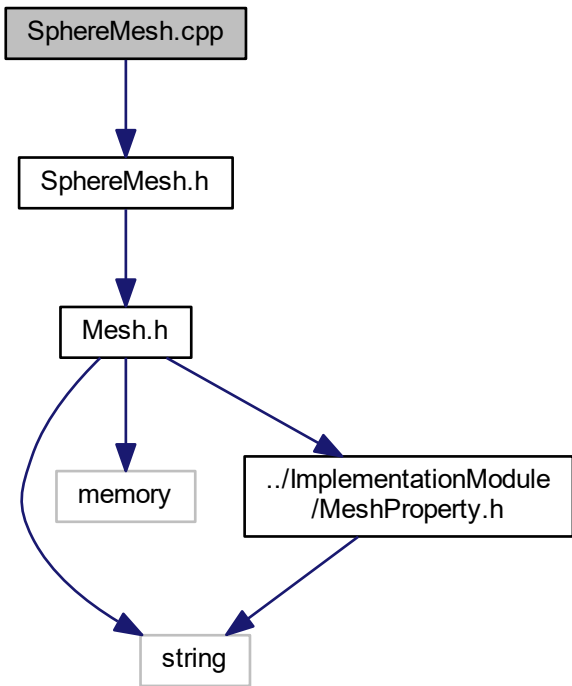 SphereMesh.cpp
SphereMesh.h
Mesh.h
memory
../ImplementationModule
/MeshProperty.h
string